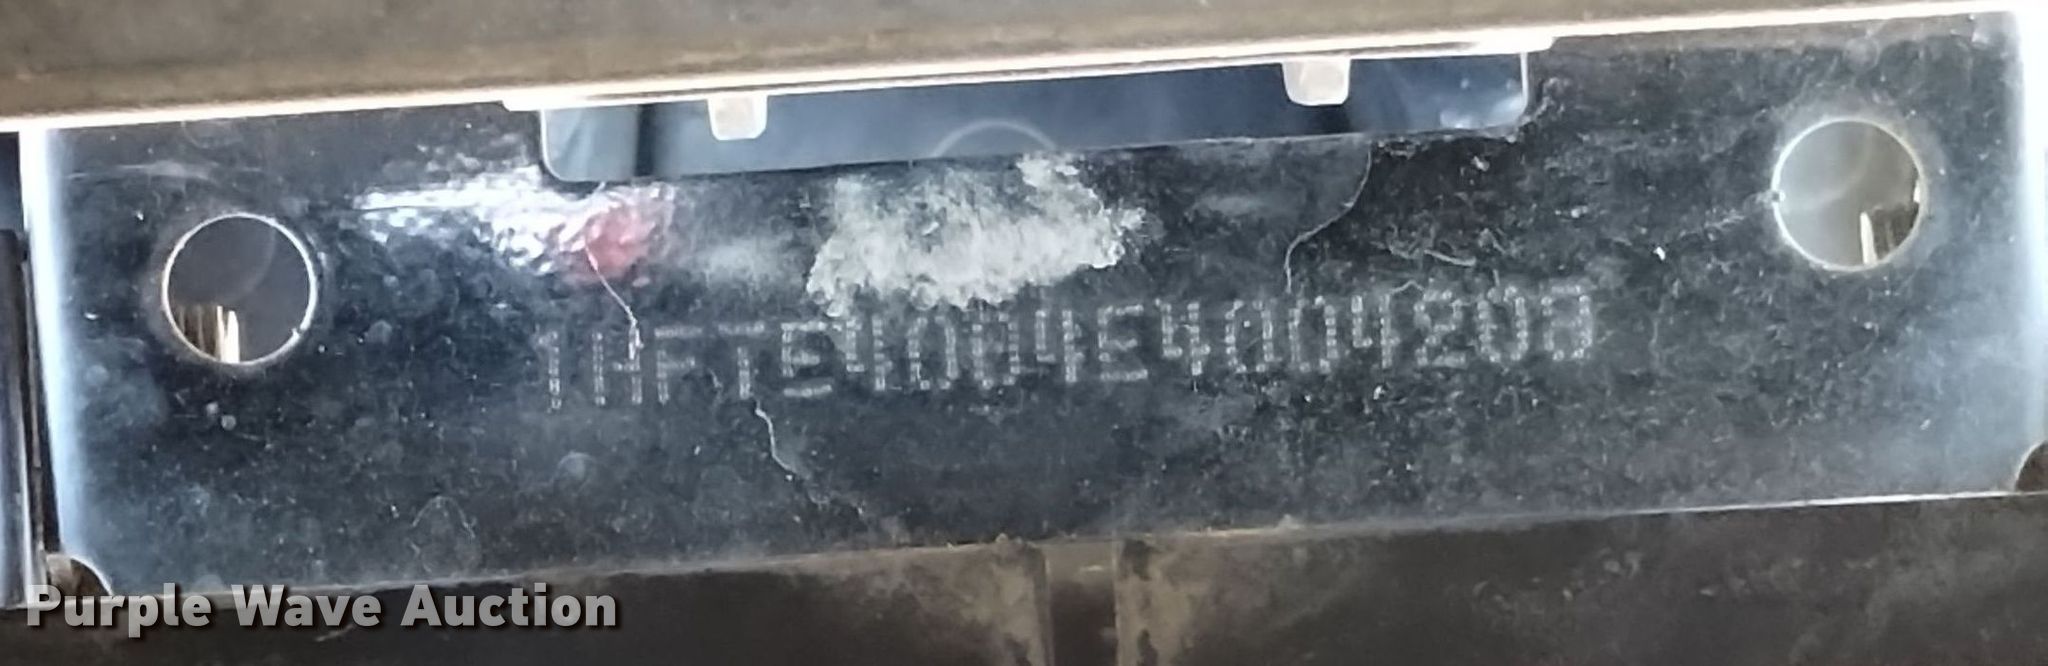 1HFTE4004E4004208
Purple Wave Auction